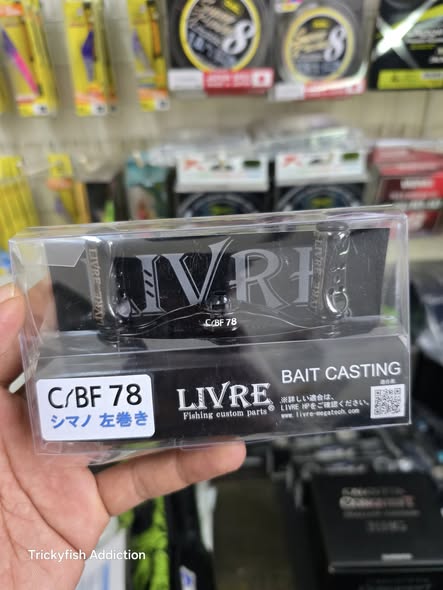 8
8
LIVRE
C/BF 78
C/BF 78
シマノ 左巻き
LIVRE®
Fishing custom parts
BAIT CASTING
※詳しい適合は、
LIVRE HPをご確認ください。
www.livre-megatech.com
適合表
Trickyfish Addiction